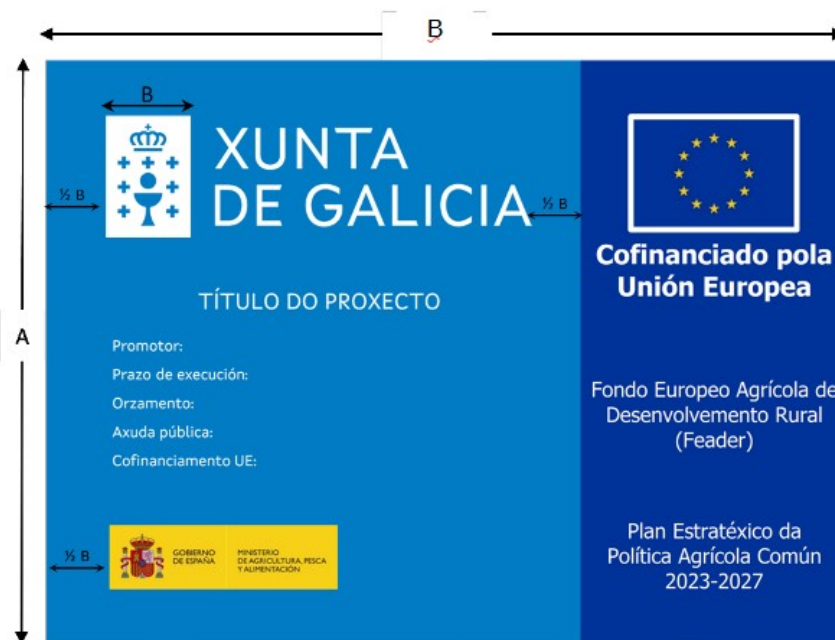 B
B
XUNTA
DE GALICIA
½ B
½ B
Cofinanciado pola
Unión Europea
TÍTULO DO PROXECTO
A
Promotor:
Prazo de execución:
Orzamento:
Axuda pública:
Cofinanciamento UE:
Fondo Europeo Agrícola de
Desenvolvemento Rural
(Feader)
½ B
GOBIERNO
DE ESPAÑA
MINISTERIO
DE AGRICULTURA, PESCA
Y ALIMENTACIÓN
Plan Estratéxico da
Política Agrícola Común
2023-2027